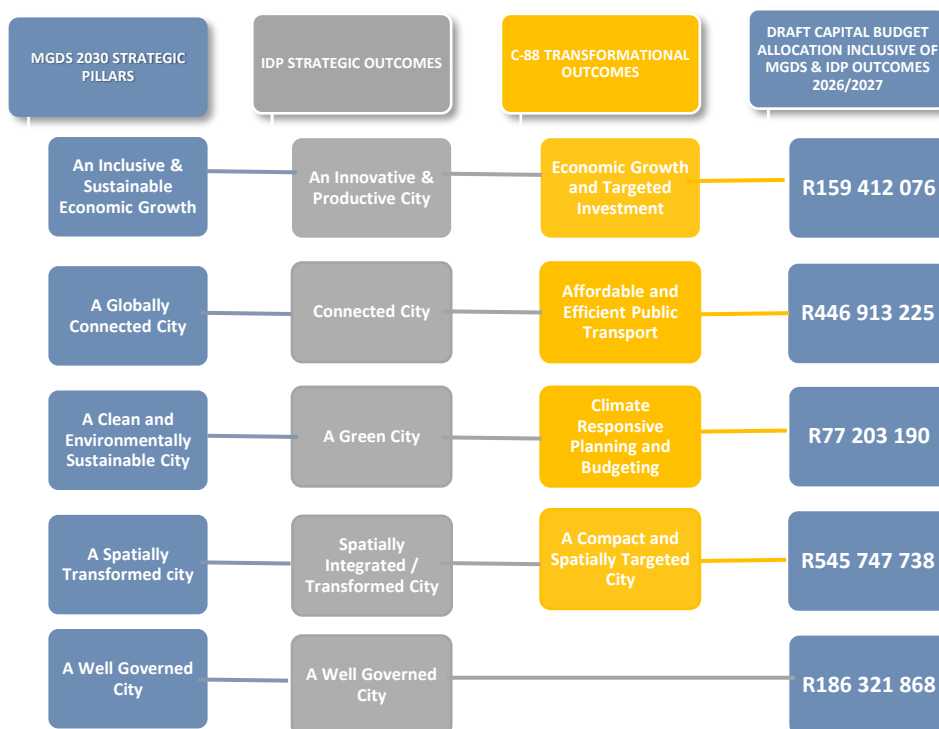 MGDS 2030 STRATEGIC
PILLARS
IDP STRATEGIC OUTCOMES
C-88 TRANSFORMATIONAL
OUTCOMES
DRAFT CAPITAL BUDGET
ALLOCATION INCLUSIVE OF
MGDS & IDP OUTCOMES
2026/2027
An Inclusive &
Sustainable
Economic Growth
An Innovative &
Productive City
Economic Growth
and Targeted
Investment
R159 412 076
A Globally
Connected City
Connected City
Affordable and
Efficient Public
Transport
R446 913 225
A Clean and
Environmentally
Sustainable City
A Green City
Climate
Responsive
Planning and
Budgeting
R77 203 190
A Spatially
Transformed city
Spatially
Integrated /
Transformed City
A Compact and
Spatially Targeted
City
R545 747 738
A Well Governed
City
A Well Governed
City
R186 321 868